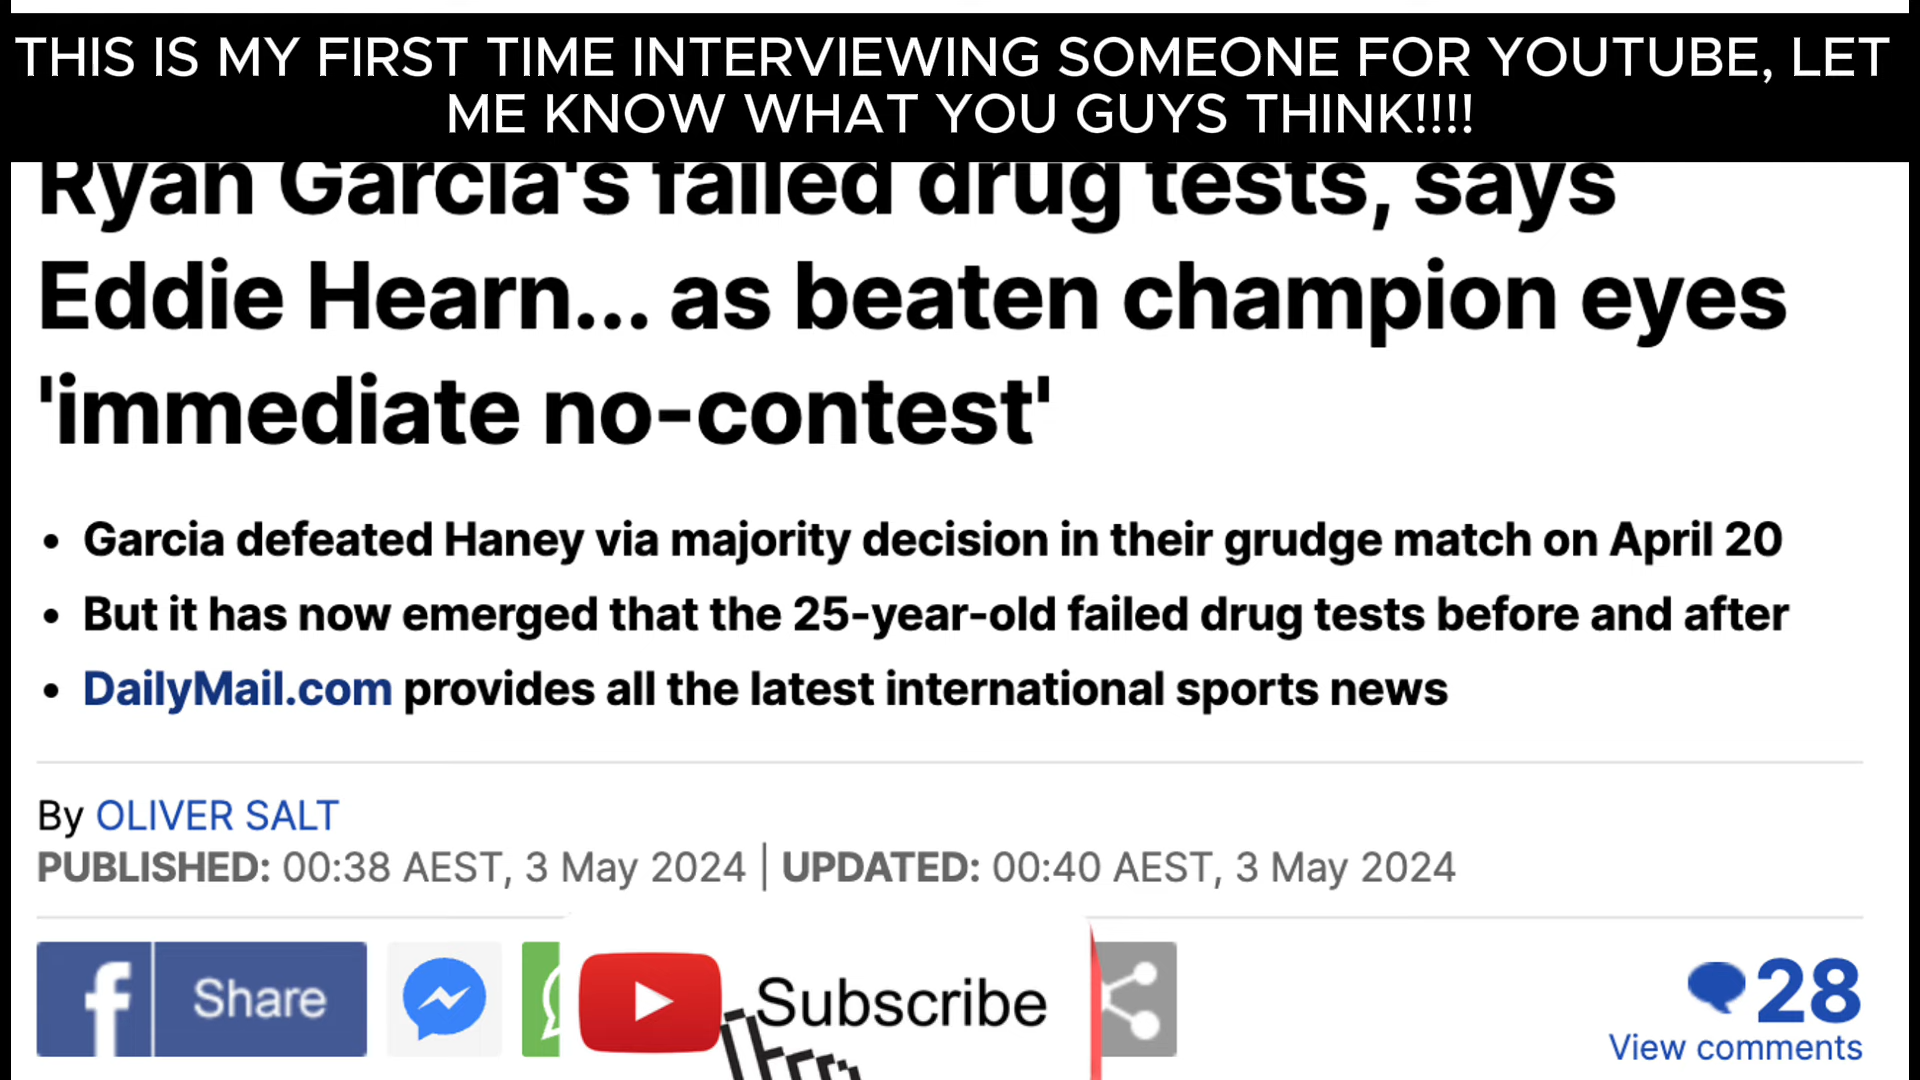 THIS IS MY FIRST TIME INTERVIEWING SOMEONE FOR YOUTUBE, LET
ME KNOW WHAT YOU GUYS THINK!!!!
Ryan Garcia's failed drug tests, says
Eddie Hearn... as beaten champion eyes
'immediate no-contest'
• Garcia defeated Haney via majority decision in their grudge match on April 20
• But it has now emerged that the 25-year-old failed drug tests before and after
• DailyMail.com provides all the latest international sports news
By OLIVER SALT
PUBLISHED: 00:38 AEST, 3 May 2024 | UPDATED: 00:40 AEST, 3 May 2024
f Share
Subscribe
28
View comments